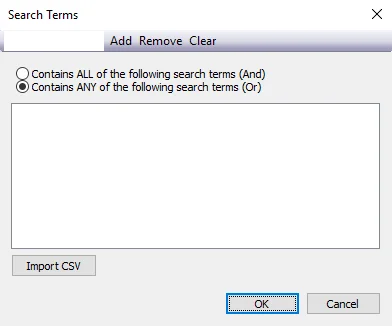 Search Terms
Add Remove Clear
Contains ALL of the following search terms (And)
Contains ANY of the following search terms (Or)
Import CSV
OK Cancel